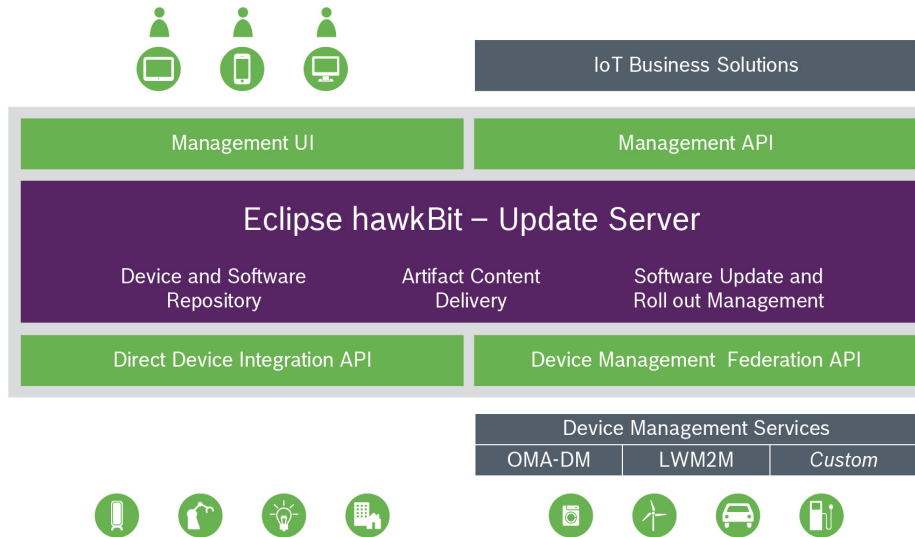 IoT Business Solutions
Management UI
Management API
Eclipse hawkBit – Update Server
Device and Software
Repository
Artifact Content
Delivery
Software Update and
Roll out Management
Direct Device Integration API
Device Management Federation API
Device Management Services
OMA-DM
LWM2M
Custom